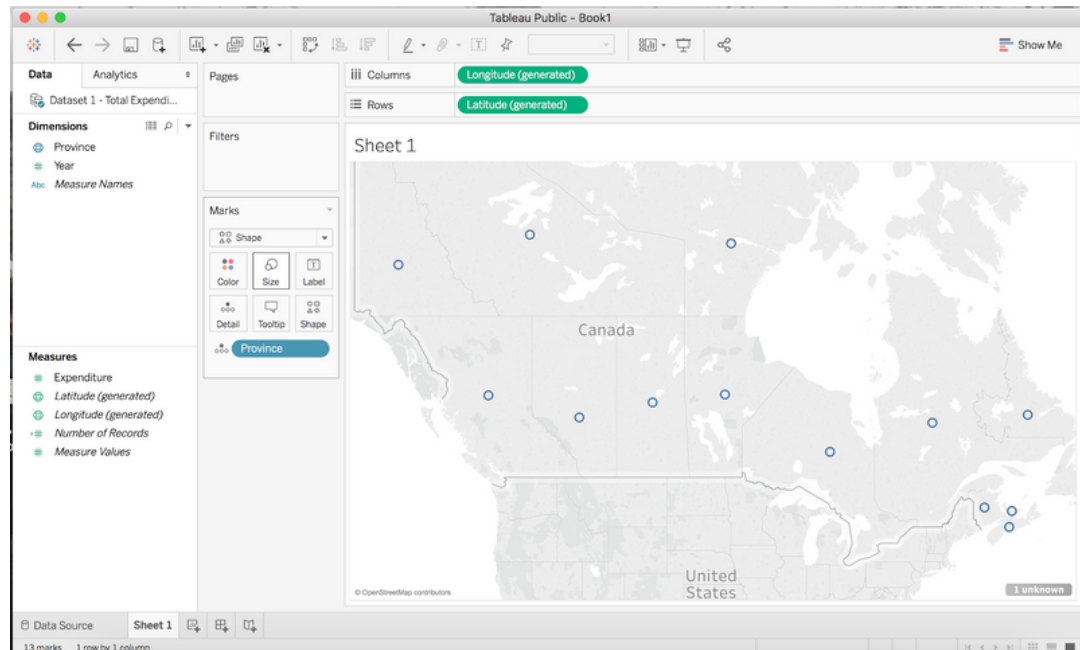 Tableau Public - Book1
Show Me
Data
Analytics
Dataset 1 - Total Expendi...
Dimensions
Province
Year
Abc Measure Names
Measures
Expenditure
Latitude (generated)
Longitude (generated)
Number of Records
Measure Values
Pages
Filters
Marks
Shape
Color
Size
Label
Detail
Tooltip
Shape
Province
Columns
Longitude (generated)
Rows
Latitude (generated)
Sheet 1
Canada
United
States
© OpenStreetMap contributors
1 unknown
Data Source
Sheet 1
13 marks 1 row by 1 column